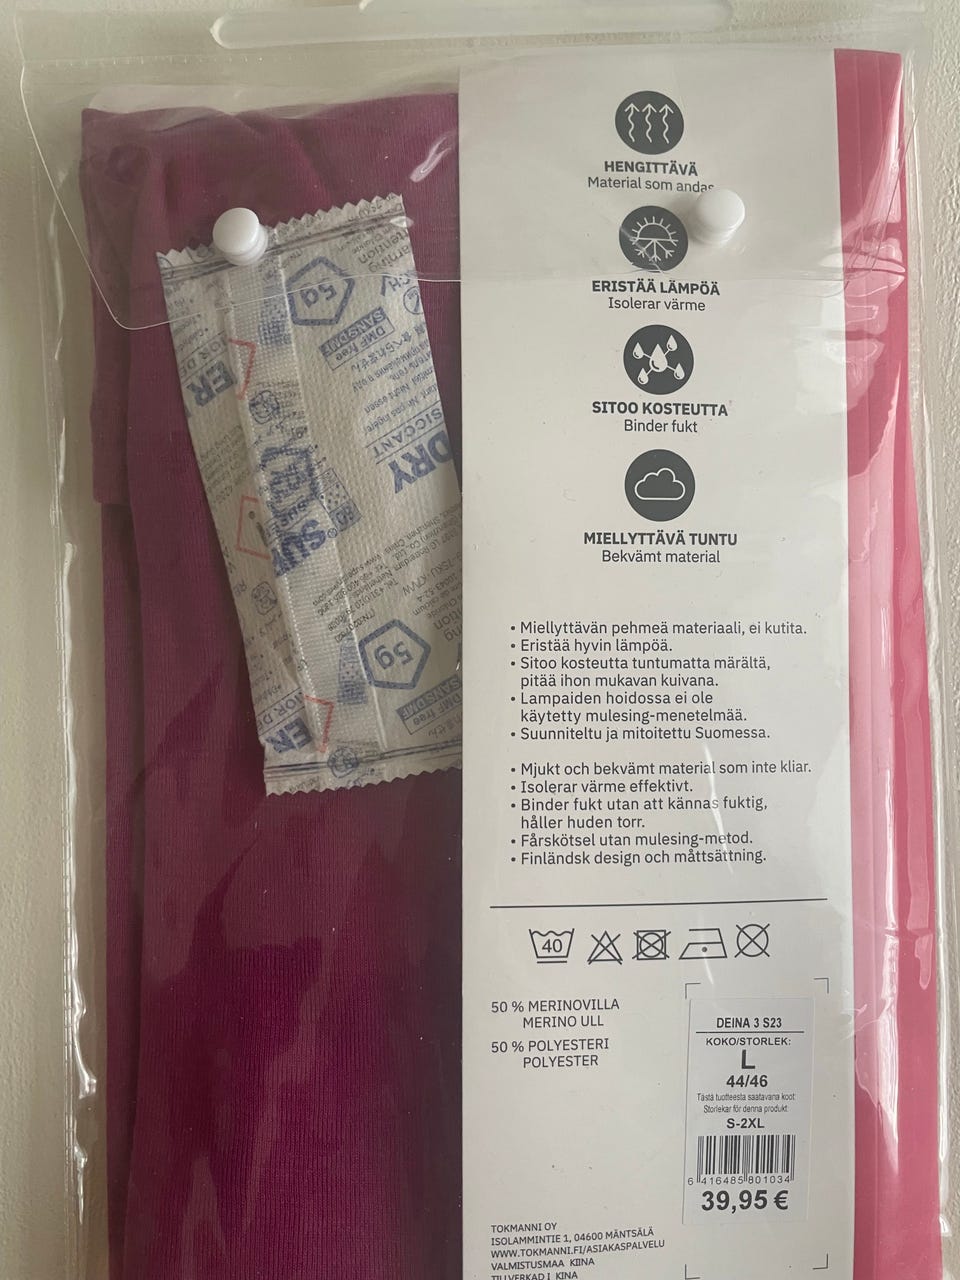 HENGITTÄVÄ
Material som andas
ERISTÄÄ LÄMPÖÄ
Isolerar värme
SITOO KOSTEUTTA
Binder fukt
MIELLYTTÄVÄ TUNTU
Bekvämt material
• Miellyttävän pehmeä materiaali, ei kutita.
• Eristää hyvin lämpöä.
• Sitoo kosteutta tuntumatta märältä,
pitää ihon mukavan kuivana.
• Lampaiden hoidossa ei ole
käytetty mulesing-menetelmää.
• Suunniteltu ja mitoitettu Suomessa.
• Mjukt och bekvämt material som inte kliar.
• Isolerar värme effektivt.
• Binder fukt utan att kännas fuktig,
håller huden torr.
• Fårskötsel utan mulesing-metod.
• Finländsk design och måttsättning.
40
50 % MERINOVILLA
MERINO ULL
50 % POLYESTERI
POLYESTER
DEINA 3 S23
KOKO/STORLEK:
L
44/46
Tästä tuotteesta saatavana koot
Storlekar för denna produkt
S-2XL
6 416485 801034
39,95 €
TOKMANNI OY
ISOLAMMINTIE 1, 04600 MÄNTSÄLÄ
WWW.TOKMANNI.FI/ASIAKASPALVELU
VALMISTUSMAA KIINA
TILLVERKAD I KINA
5g
SANSDMF
DMF free
DRY
SICCANT
5g
SANSDMF
DMF free